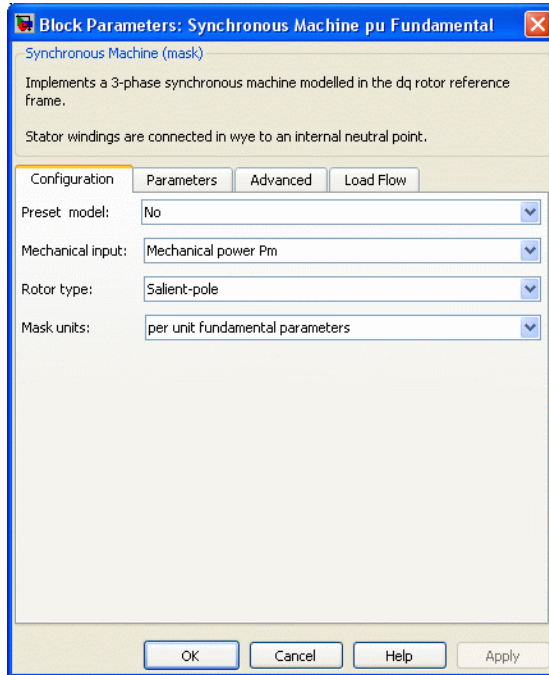 Block Parameters: Synchronous Machine pu Fundamental
Synchronous Machine (mask)
Implements a 3-phase synchronous machine modelled in the dq rotor reference
frame.
Stator windings are connected in wye to an internal neutral point.
Configuration Parameters Advanced Load Flow
Preset model: No
Mechanical input: Mechanical power Pm
Rotor type: Salient-pole
Mask units: per unit fundamental parameters
OK Cancel Help Apply